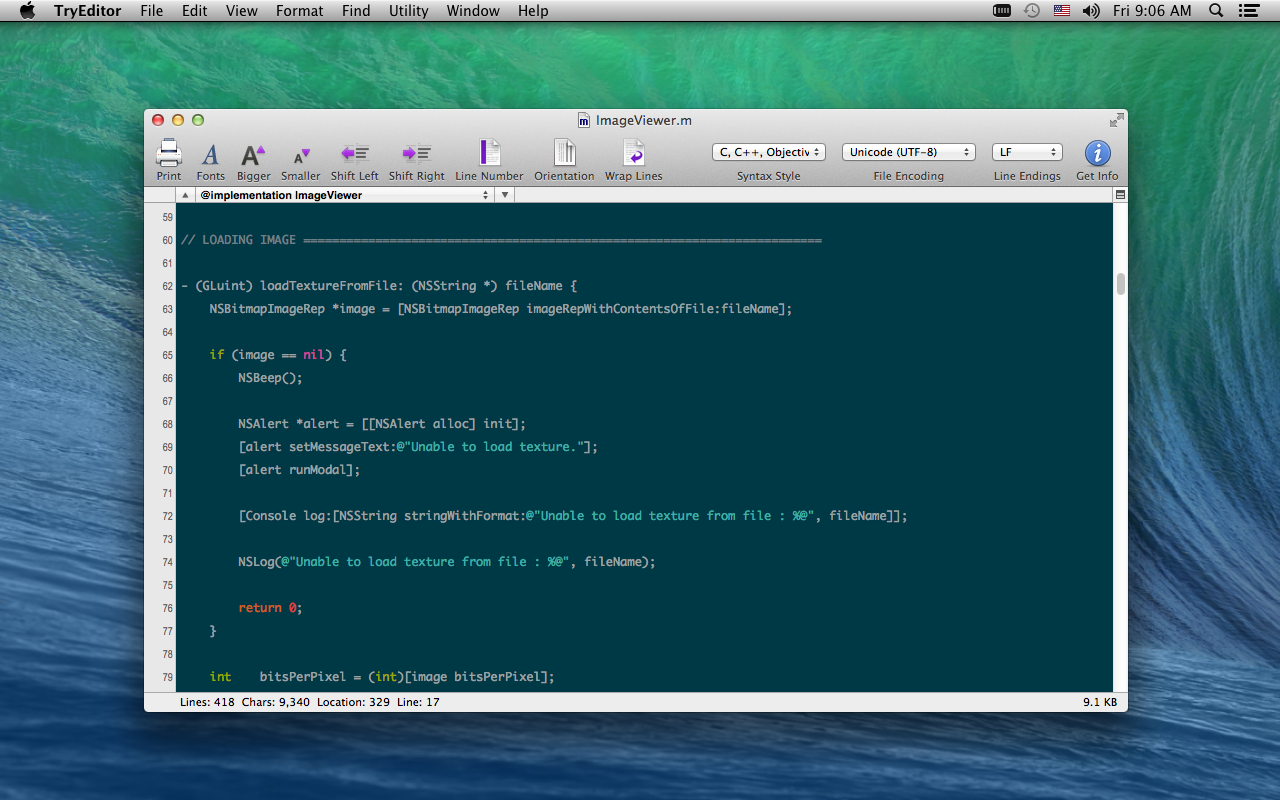 TryEditor File Edit View Format Find Utility Window Help Fri 9:06 AM
ImageViewer.m
C, C++, Objectiv Unicode (UTF-8) LF
Print Fonts Bigger Smaller Shift Left Shift Right Line Number Orientation Wrap Lines Syntax Style File Encoding Line Endings Get Info
@implementation ImageViewer
59
60 // LOADING IMAGE ========================================================================
61
62 - (GLuint) loadTextureFromFile: (NSString *) fileName {
63 NSBitmapImageRep *image = [NSBitmapImageRep imageRepWithContentsOfFile:fileName];
64
65 if (image == nil) {
66 NSBeep();
67
68 NSAlert *alert = [[NSAlert alloc] init];
69 [alert setMessageText:@"Unable to load texture."];
70 [alert runModal];
71
72 [Console log:[NSString stringWithFormat:@"Unable to load texture from file : %@", fileName]];
73
74 NSLog(@"Unable to load texture from file : %@", fileName);
75
76 return 0;
77 }
78
79 int bitsPerPixel = (int)[image bitsPerPixel];
Lines: 418 Chars: 9,340 Location: 329 Line: 17 9.1 KB